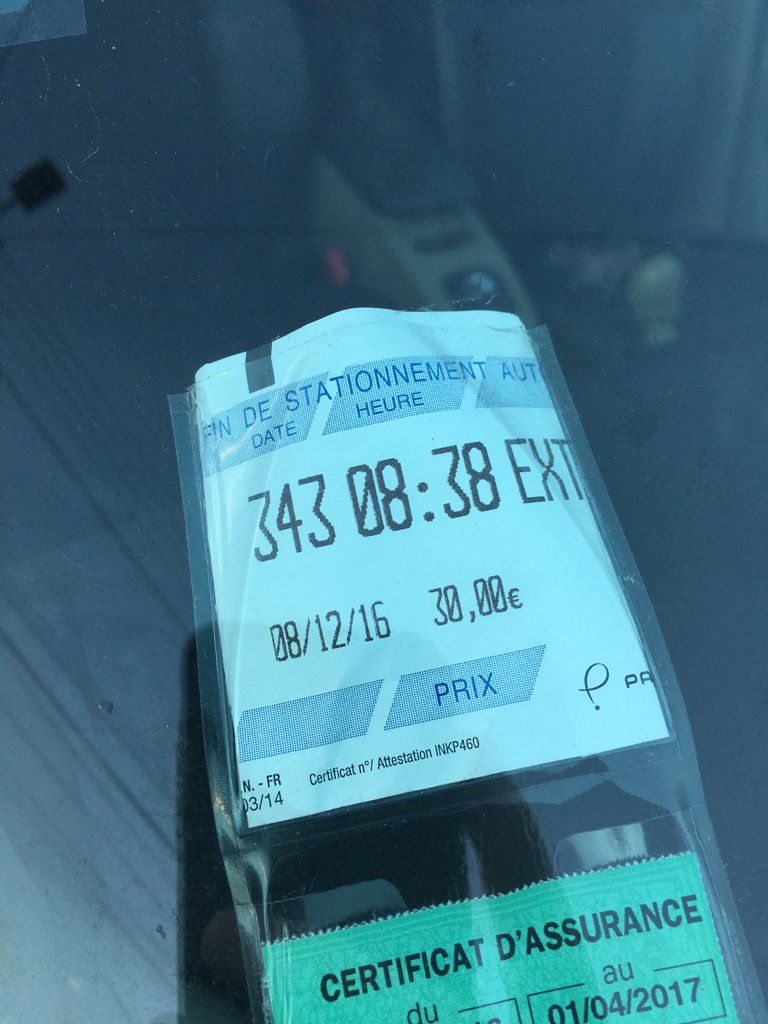 FIN DE STATIONNEMENT
DATE HEURE
343 08:38 EXT
08/12/16 30,00€
PRIX
N. - FR
03/14
Certificat n°/ Attestation INKP460
CERTIFICAT D'ASSURANCE
du au
01/04/2017